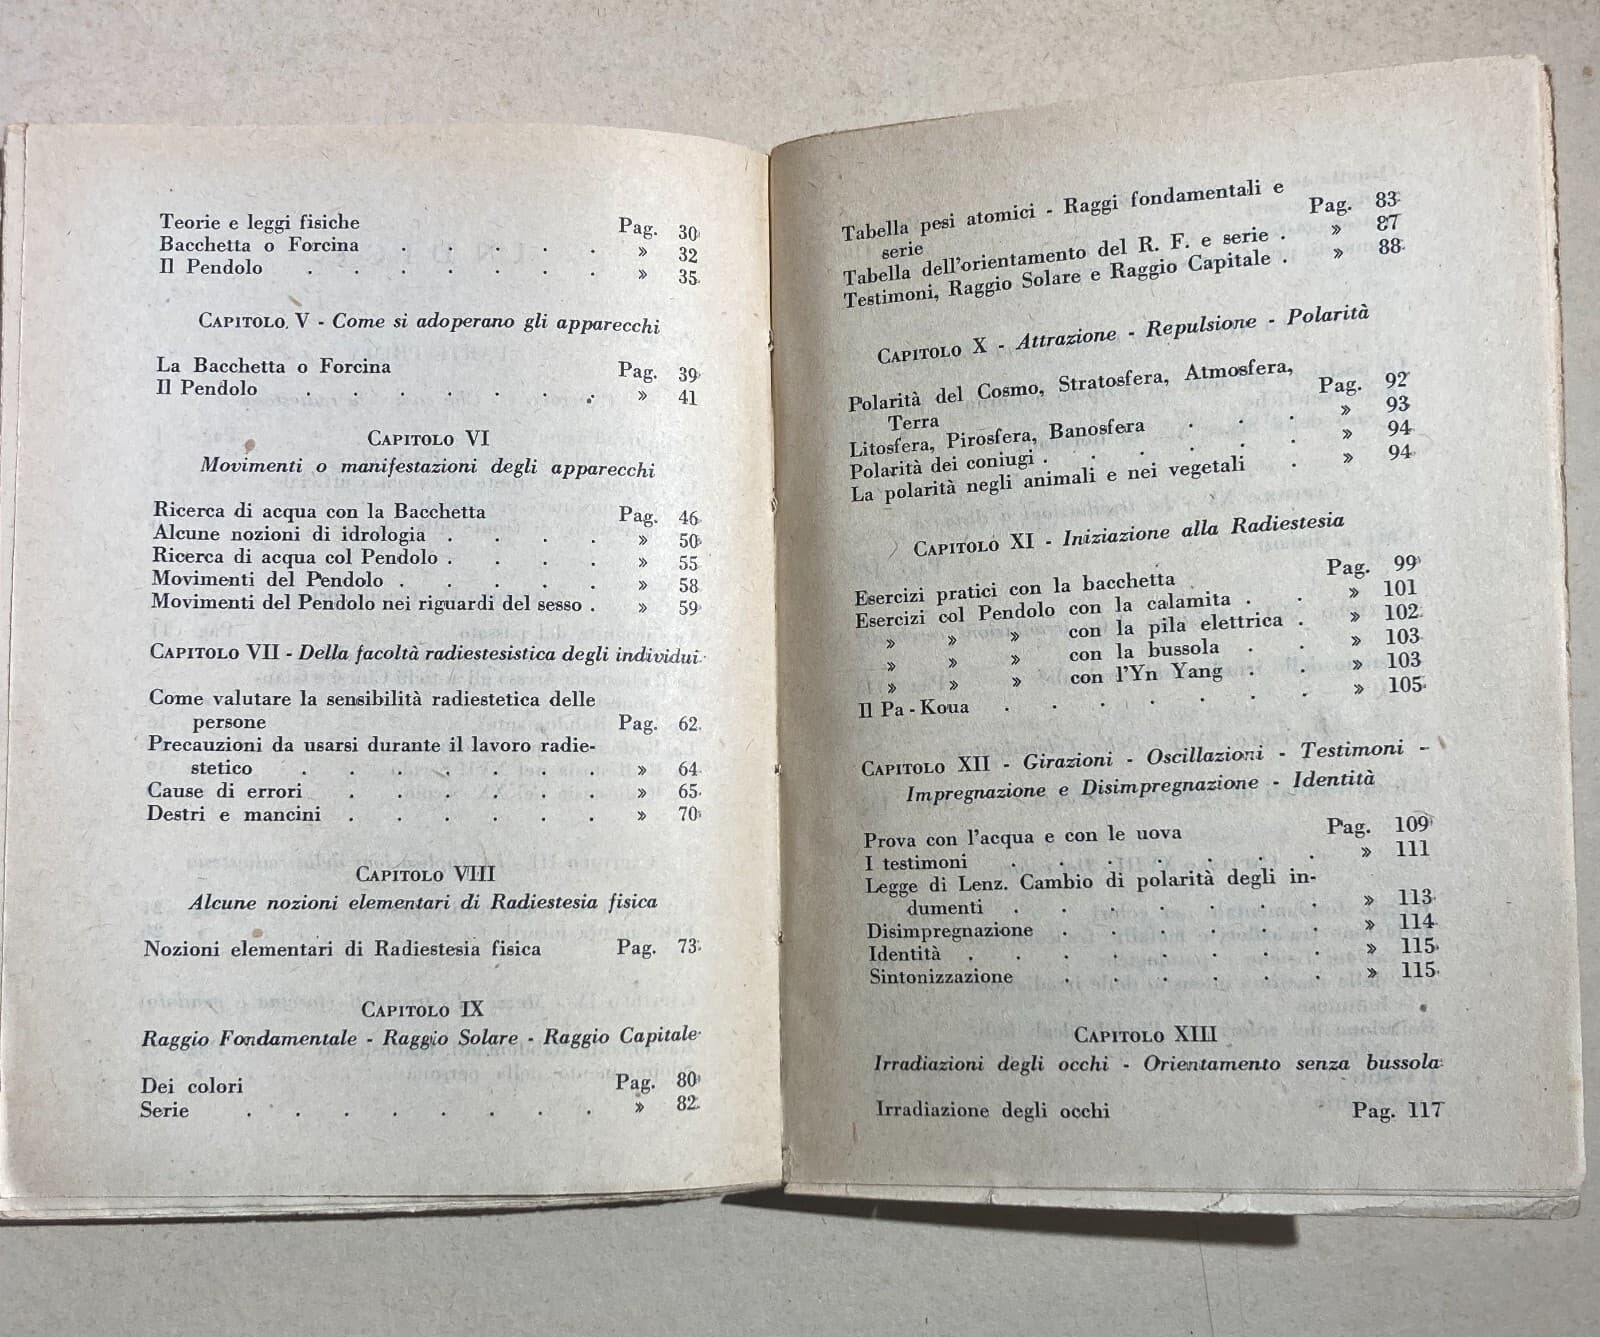 Teorie e leggi fisiche Pag. 30
Bacchetta o Forcina . . . . . » 32
Il Pendolo . . . . . . . » 35
CAPITOLO V - Come si adoperano gli apparecchi
La Bacchetta o Forcina Pag. 39
Il Pendolo . . . . . . . » 41
CAPITOLO VI
Movimenti o manifestazioni degli apparecchi
Ricerca di acqua con la Bacchetta Pag. 46
Alcune nozioni di idrologia . . . . » 50
Ricerca di acqua col Pendolo . . . . » 55
Movimenti del Pendolo . . . . . » 58
Movimenti del Pendolo nei riguardi del sesso . » 59
CAPITOLO VII - Della facoltà radiestesistica degli individui
Come valutare la sensibilità radiestetica delle
persone Pag. 62
Precauzioni da usarsi durante il lavoro radie-
stetico . . . . . . . » 64
Cause di errori . . . . . . » 65
Destri e mancini . . . . . . » 70
CAPITOLO VIII
Alcune nozioni elementari di Radiestesia fisica
Nozioni elementari di Radiestesia fisica Pag. 73
CAPITOLO IX
Raggio Fondamentale - Raggio Solare - Raggio Capitale
Dei colori Pag. 80
Serie . . . . . . . . » 82
Tabella pesi atomici - Raggi fondamentali e
serie Pag. 83
Tabella dell'orientamento del R. F. e serie . » 87
Testimoni, Raggio Solare e Raggio Capitale . » 88
CAPITOLO X - Attrazione - Repulsione - Polarità
Polarità del Cosmo, Stratosfera, Atmosfera,
Terra Pag. 92
Litosfera, Pirosfera, Banosfera . . . » 93
Polarità dei coniugi . . . . . . » 94
La polarità negli animali e nei vegetali . » 94
CAPITOLO XI - Iniziazione alla Radiestesia
Esercizi pratici con la bacchetta Pag. 99
Esercizi col Pendolo con la calamita . . » 101
» » » con la pila elettrica . » 102
» » » con la bussola . . » 103
» » » con l'Yn Yang . . » 103
Il Pa - Koua . . . . . . . » 105
CAPITOLO XII - Girazioni - Oscillazioni - Testimoni -
Impregnazione e Disimpregnazione - Identità
Prova con l'acqua e con le uova Pag. 109
I testimoni . . . . . . . » 111
Legge di Lenz. Cambio di polarità degli in-
dumenti . . . . . . . » 113
Disimpregnazione . . . . . . » 114
Identità . . . . . . . . » 115
Sintonizzazione . . . . . . » 115
CAPITOLO XIII
Irradiazioni degli occhi - Orientamento senza bussola
Irradiazione degli occhi Pag. 117